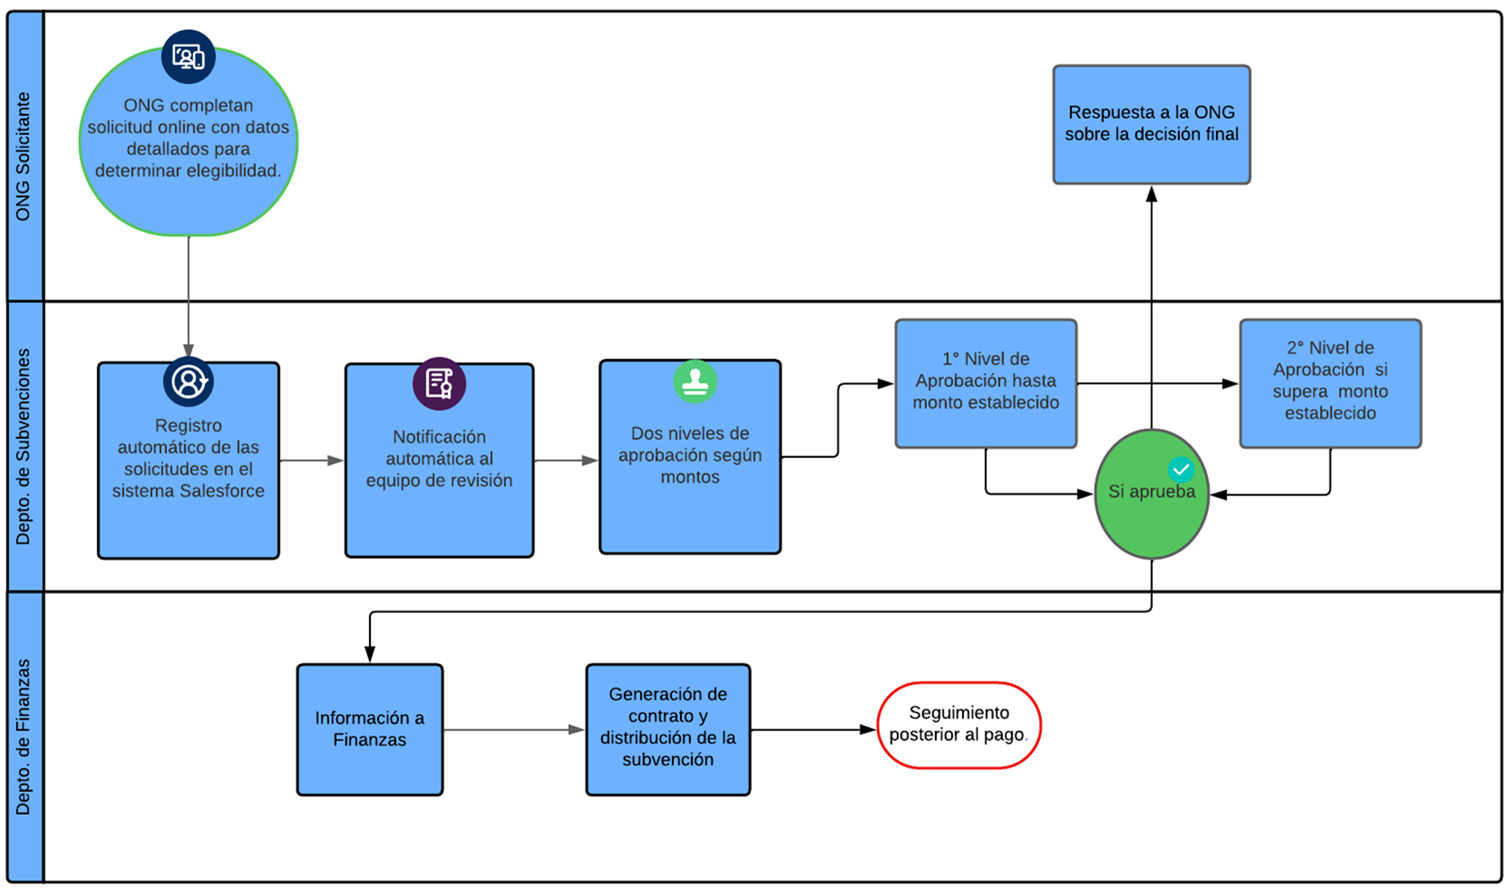 ONG Solicitante
ONG completan
solicitud online con datos
detallados para
determinar elegibilidad.
Respuesta a la ONG
sobre la decisión final
Depto. de Subvenciones
Registro
automático de las
solicitudes en el
sistema Salesforce
Notificación
automática al
equipo de revisión
Dos niveles de
aprobación según
montos
1° Nivel de
Aprobación hasta
monto establecido
2° Nivel de
Aprobación si
supera monto
establecido
Si aprueba
Depto. de Finanzas
Información a
Finanzas
Generación de
contrato y
distribución de la
subvención
Seguimiento
posterior al pago.